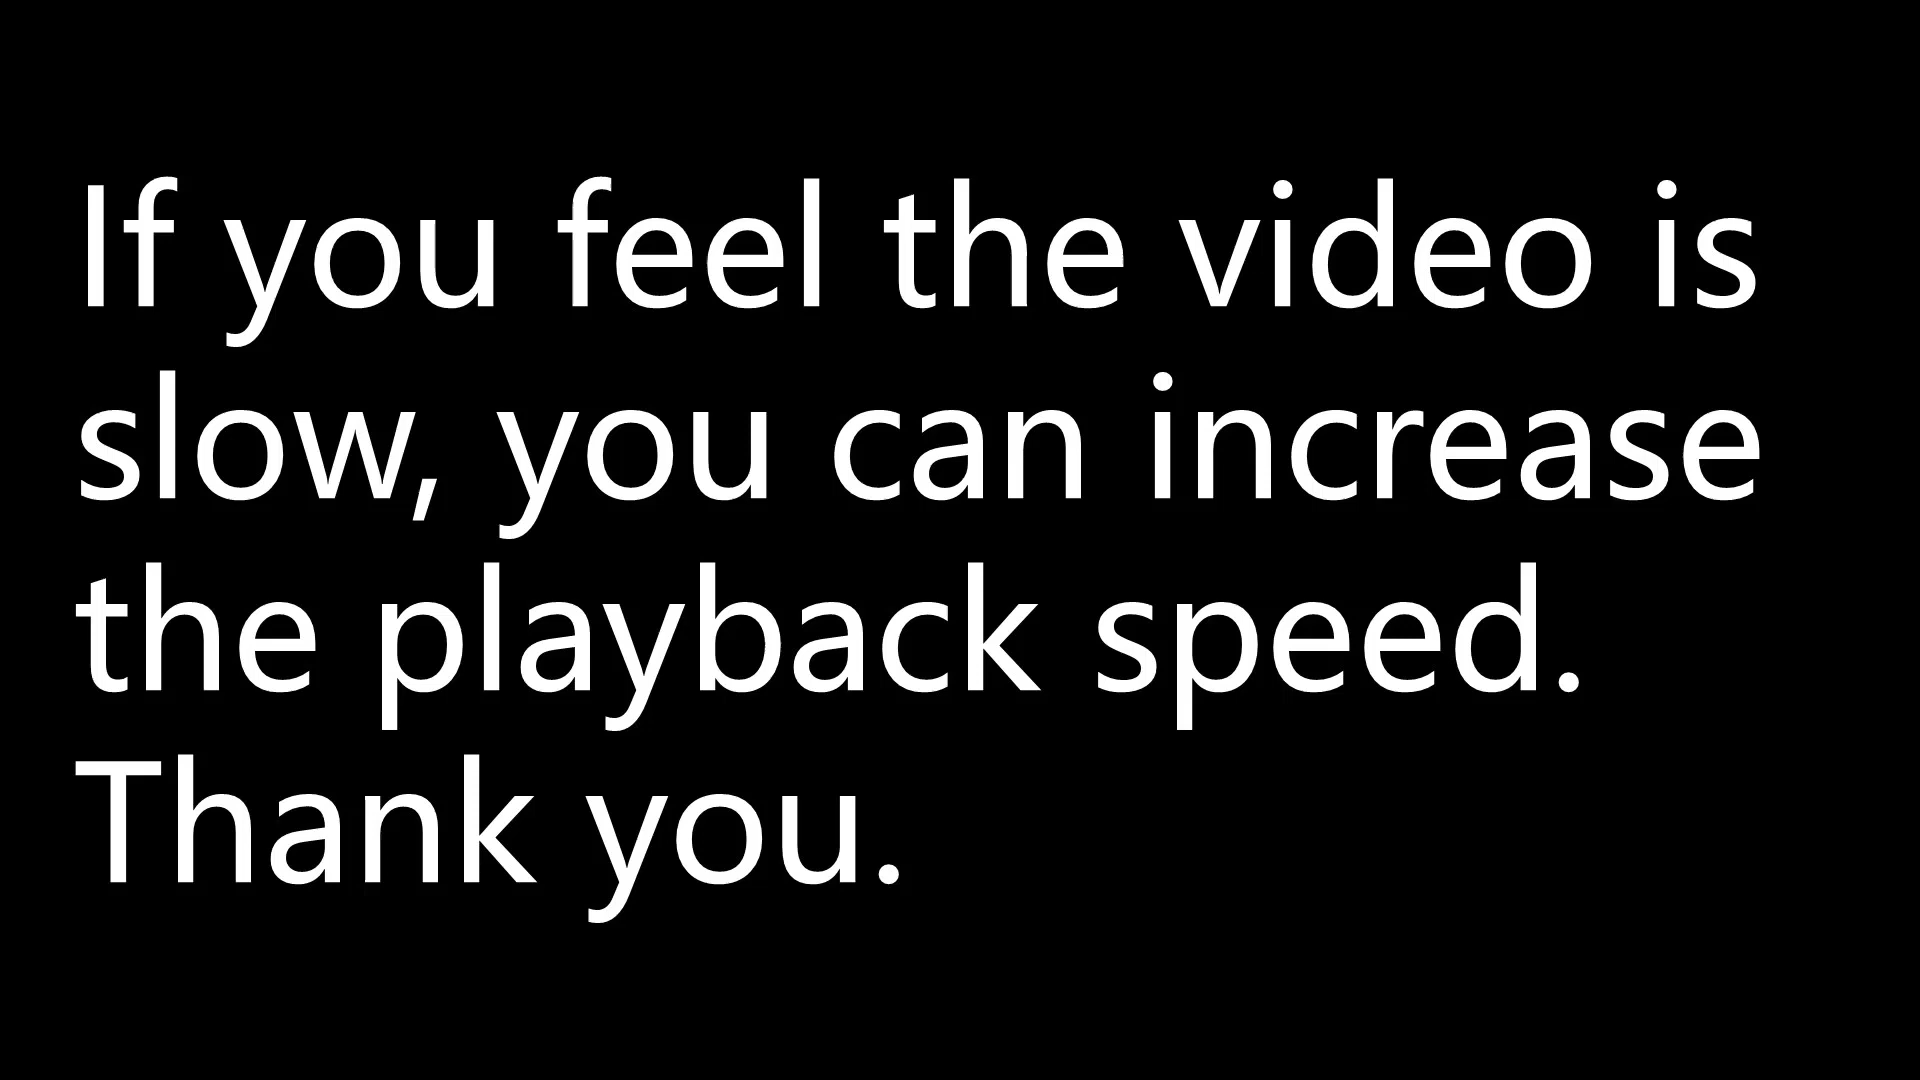 If you feel the video is
slow, you can increase
the playback speed.
Thank you.